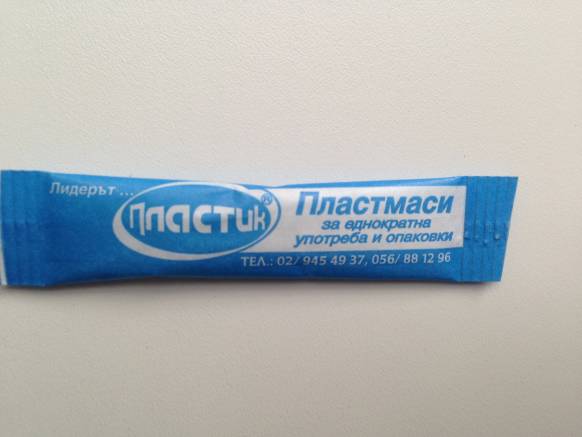 Лидерът...
Пластик®
Пластмаси
за еднократна
употреба и опаковки
ТЕЛ.: 02/ 945 49 37, 056/ 88 12 96